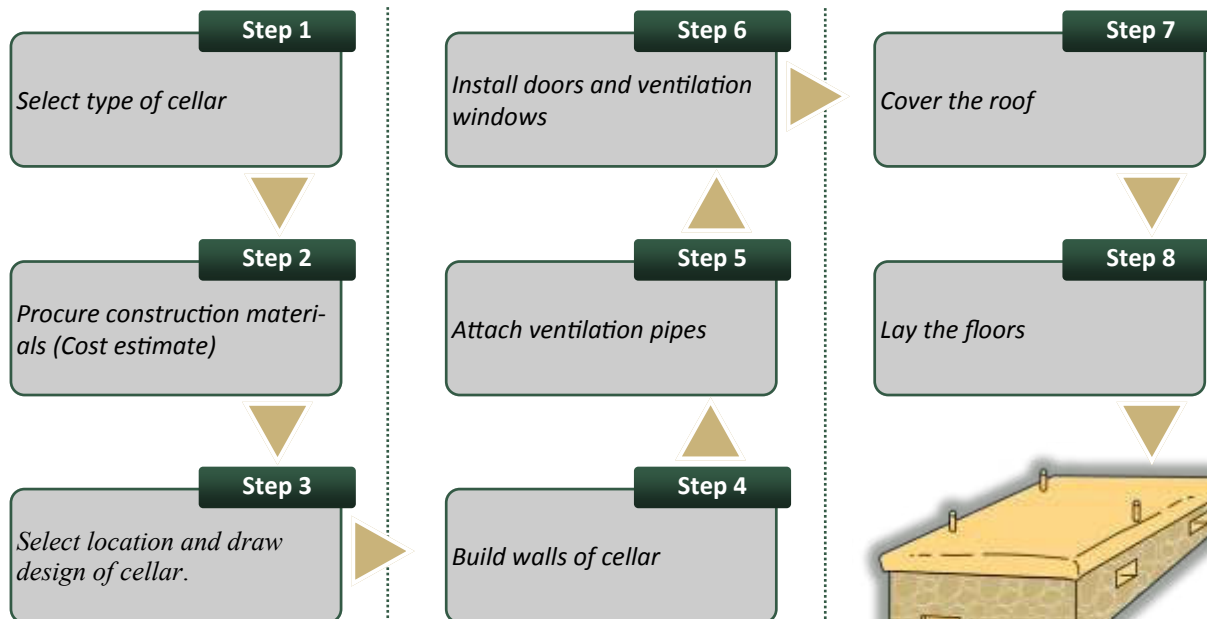 Step 1
Select type of cellar
Step 2
Procure construction materi-
als (Cost estimate)
Step 3
Select location and draw
design of cellar.
Step 4
Build walls of cellar
Step 5
Attach ventilation pipes
Step 6
Install doors and ventilation
windows
Step 7
Cover the roof
Step 8
Lay the floors